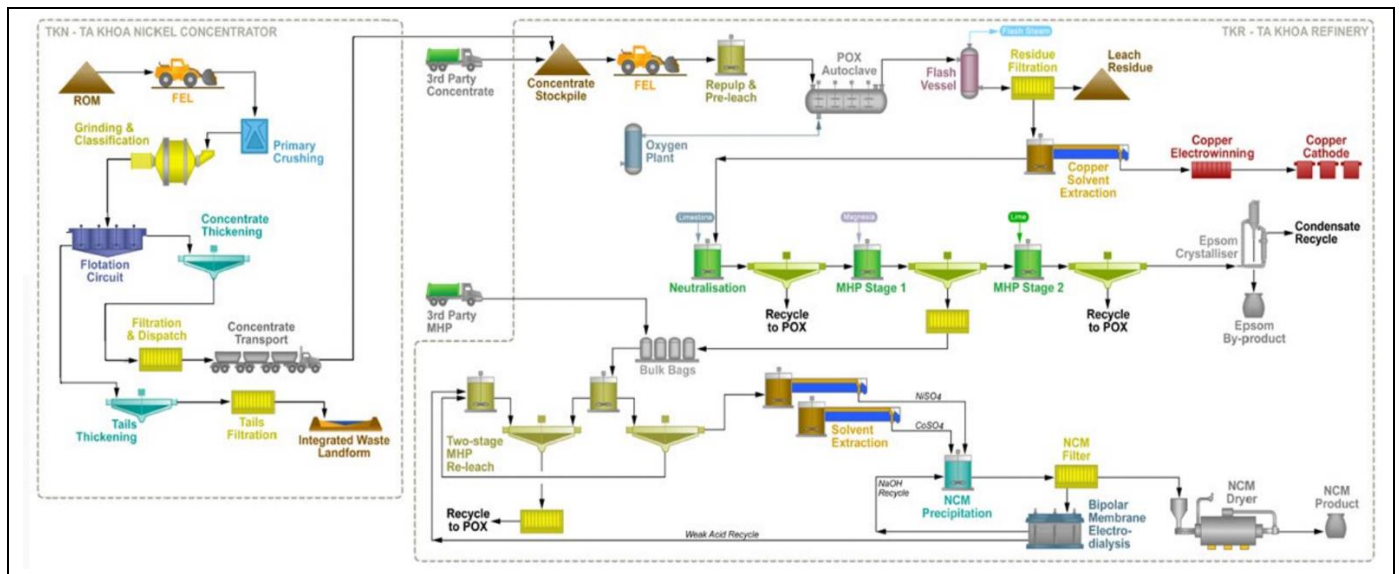 TKN - TA KHOA NICKEL CONCENTRATOR
ROM
FEL
Grinding &
Classification
Primary
Crushing
Flotation
Circuit
Concentrate
Thickening
Filtration
& Dispatch
Concentrate
Transport
Tails
Thickening
Tails
Filtration
Integrated Waste
Landform
TKR - TA KHOA REFINERY
3rd Party
Concentrate
Concentrate
Stockpile
FEL
Repulp &
Pre-leach
POX
Autoclave
Oxygen
Plant
Flash
Vessel
Flash Steam
Residue
Filtration
Leach
Residue
Copper
Solvent
Extraction
Copper
Electrowinning
Copper
Cathode
Limestone
Neutralisation
Recycle
to POX
Magnesia
MHP Stage 1
Lime
MHP Stage 2
Recycle
to POX
Epsom
Crystalliser
Condensate
Recycle
Epsom
By-product
3rd Party
MHP
Bulk Bags
Two-stage
MHP
Re-leach
Recycle
to POX
Solvent
Extraction
NiSO4
CoSO4
NaOH
Recycle
NCM
Precipitation
NCM
Filter
Bipolar
Membrane
Electro-
dialysis
Weak Acid Recycle
NCM
Dryer
NCM
Product